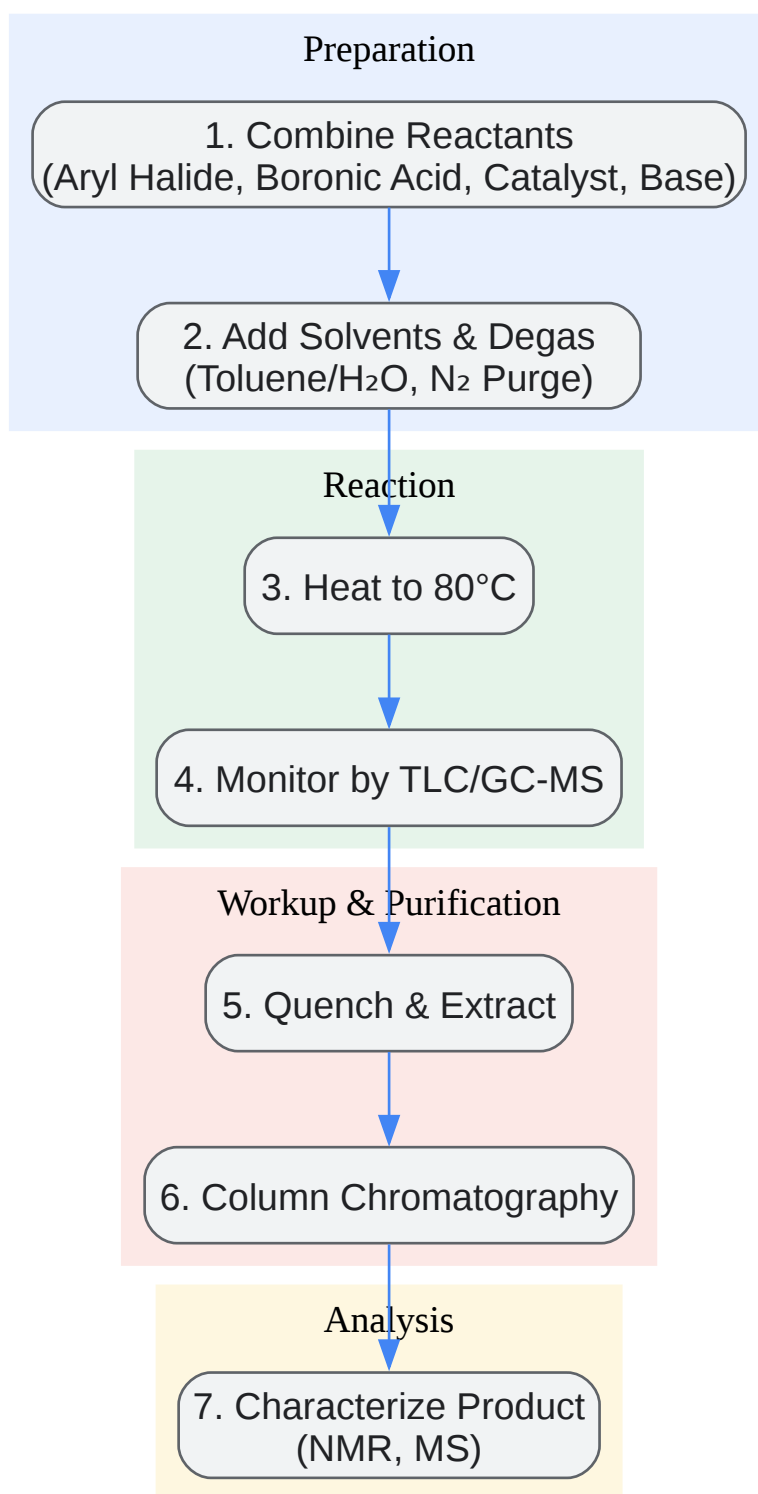 Preparation
1. Combine Reactants
(Aryl Halide, Boronic Acid, Catalyst, Base)
2. Add Solvents & Degas
(Toluene/H₂O, N₂ Purge)
Reaction
3. Heat to 80°C
4. Monitor by TLC/GC-MS
Workup & Purification
5. Quench & Extract
6. Column Chromatography
Analysis
7. Characterize Product
(NMR, MS)